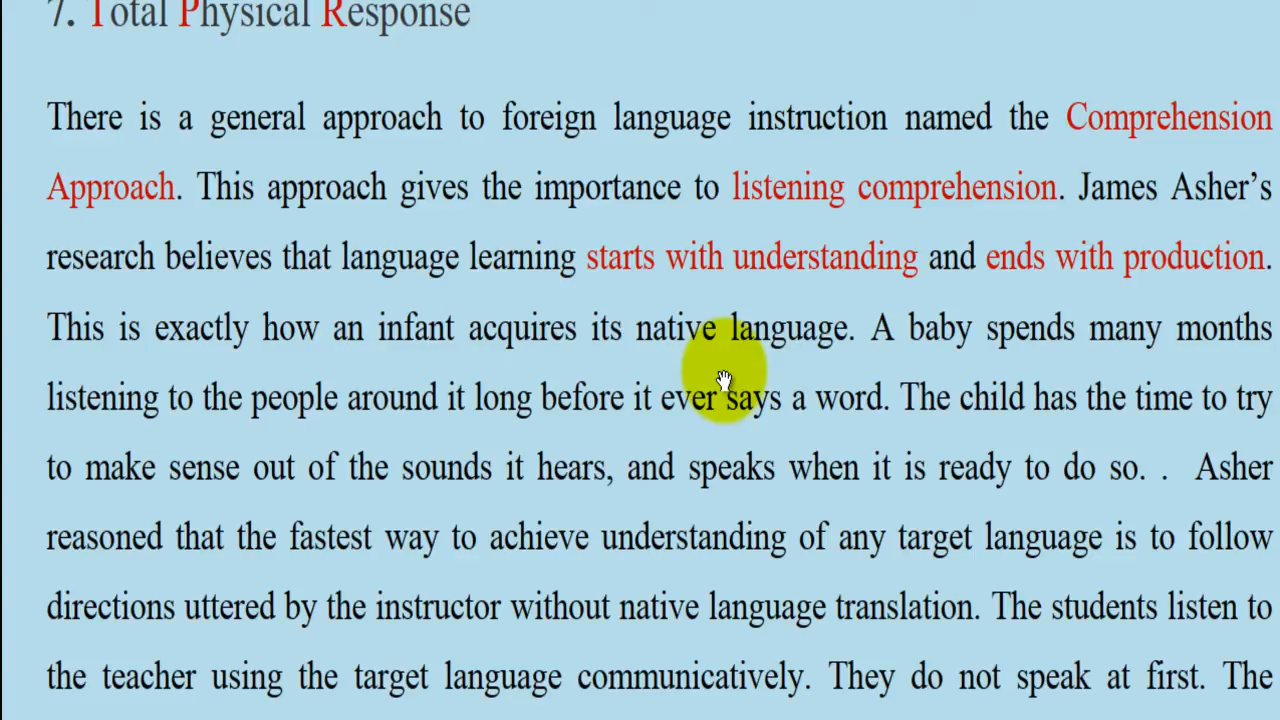 7. Total Physical Response
There is a general approach to foreign language instruction named the Comprehension
Approach. This approach gives the importance to listening comprehension. James Asher’s
research believes that language learning starts with understanding and ends with production.
This is exactly how an infant acquires its native language. A baby spends many months
listening to the people around it long before it ever says a word. The child has the time to try
to make sense out of the sounds it hears, and speaks when it is ready to do so. .  Asher
reasoned that the fastest way to achieve understanding of any target language is to follow
directions uttered by the instructor without native language translation. The students listen to
the teacher using the target language communicatively. They do not speak at first. The